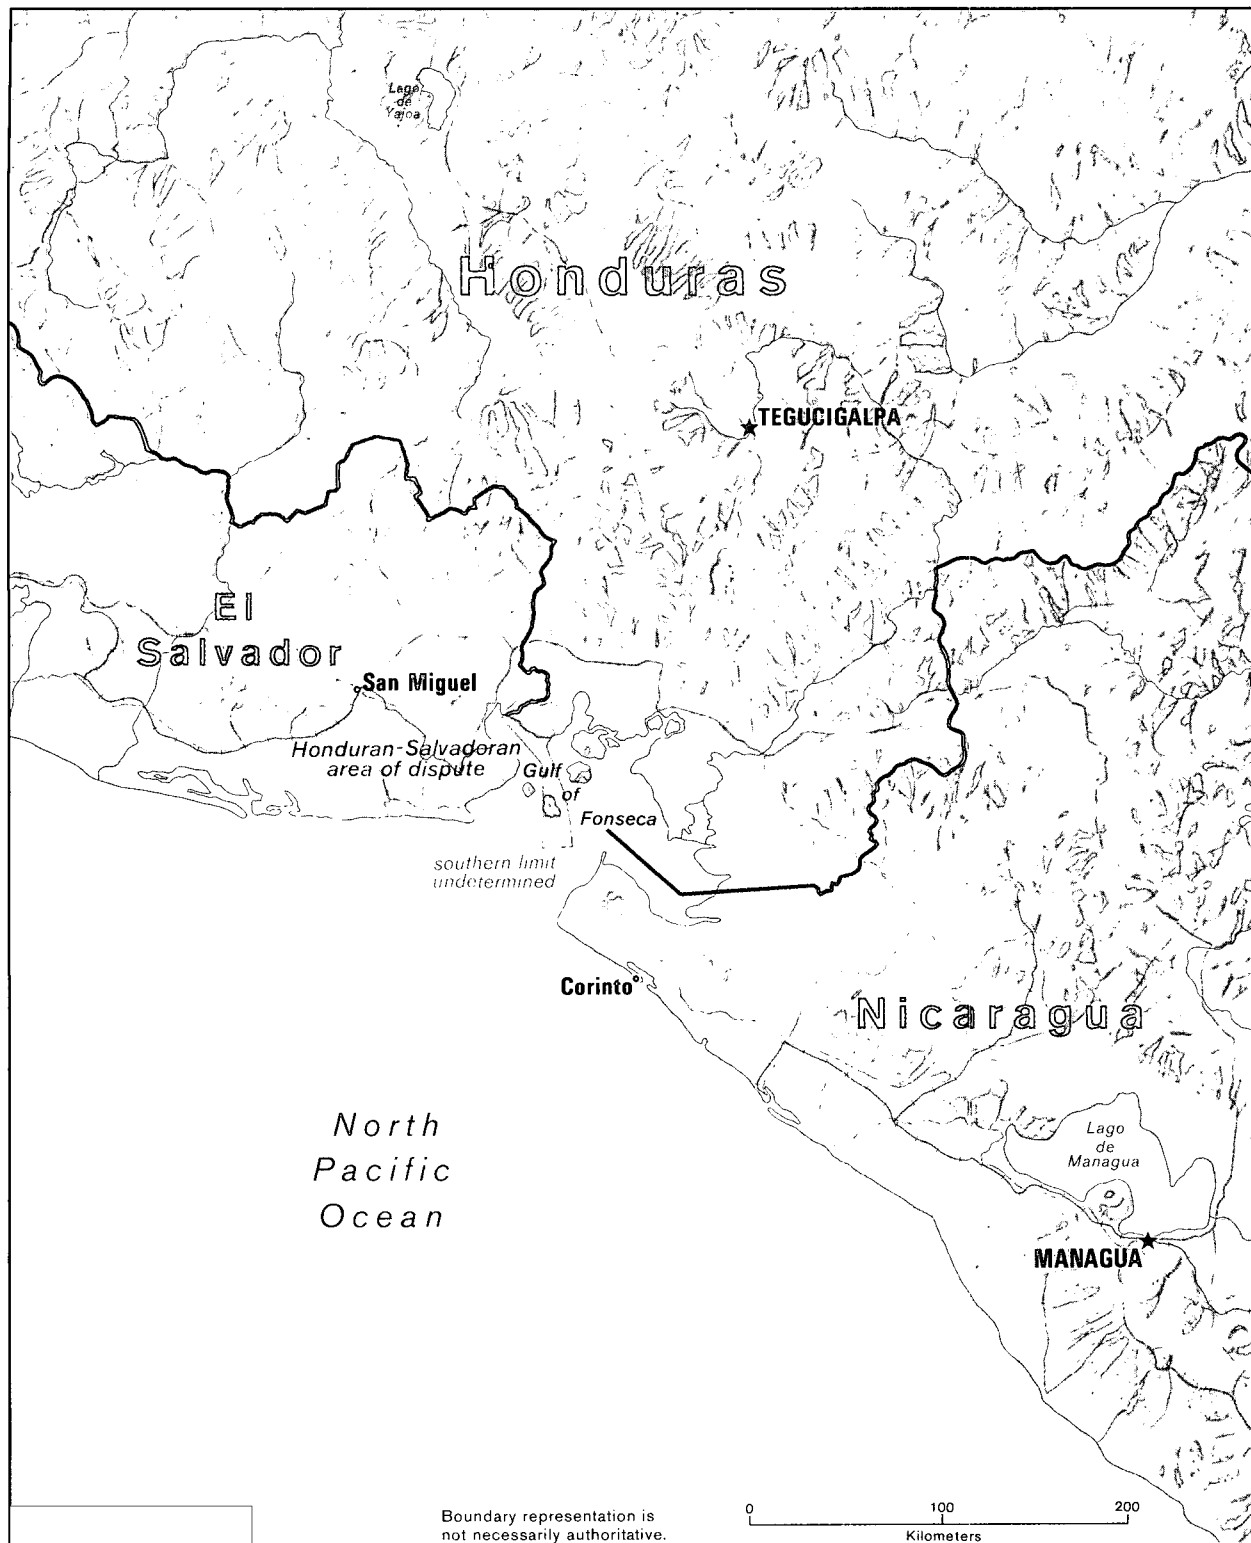 Lago
de
Yajoa
Honduras
TEGUCIGALPA
El
Salvador
San Miguel
Honduran-Salvadoran
area of dispute
Gulf
of
Fonseca
southern limit
undetermined
Corinto
Nicaragua
North
Pacific
Ocean
Lago
de
Managua
MANAGUA
Boundary representation is
not necessarily authoritative.
0 100 200
Kilometers